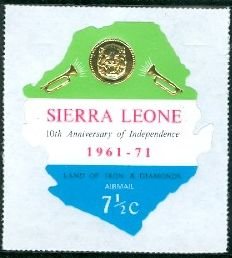 SIERRA LEONE
10th Anniversary of Independence
1961-71
LAND OF IRON & DIAMONDS
AIRMAIL
7½c